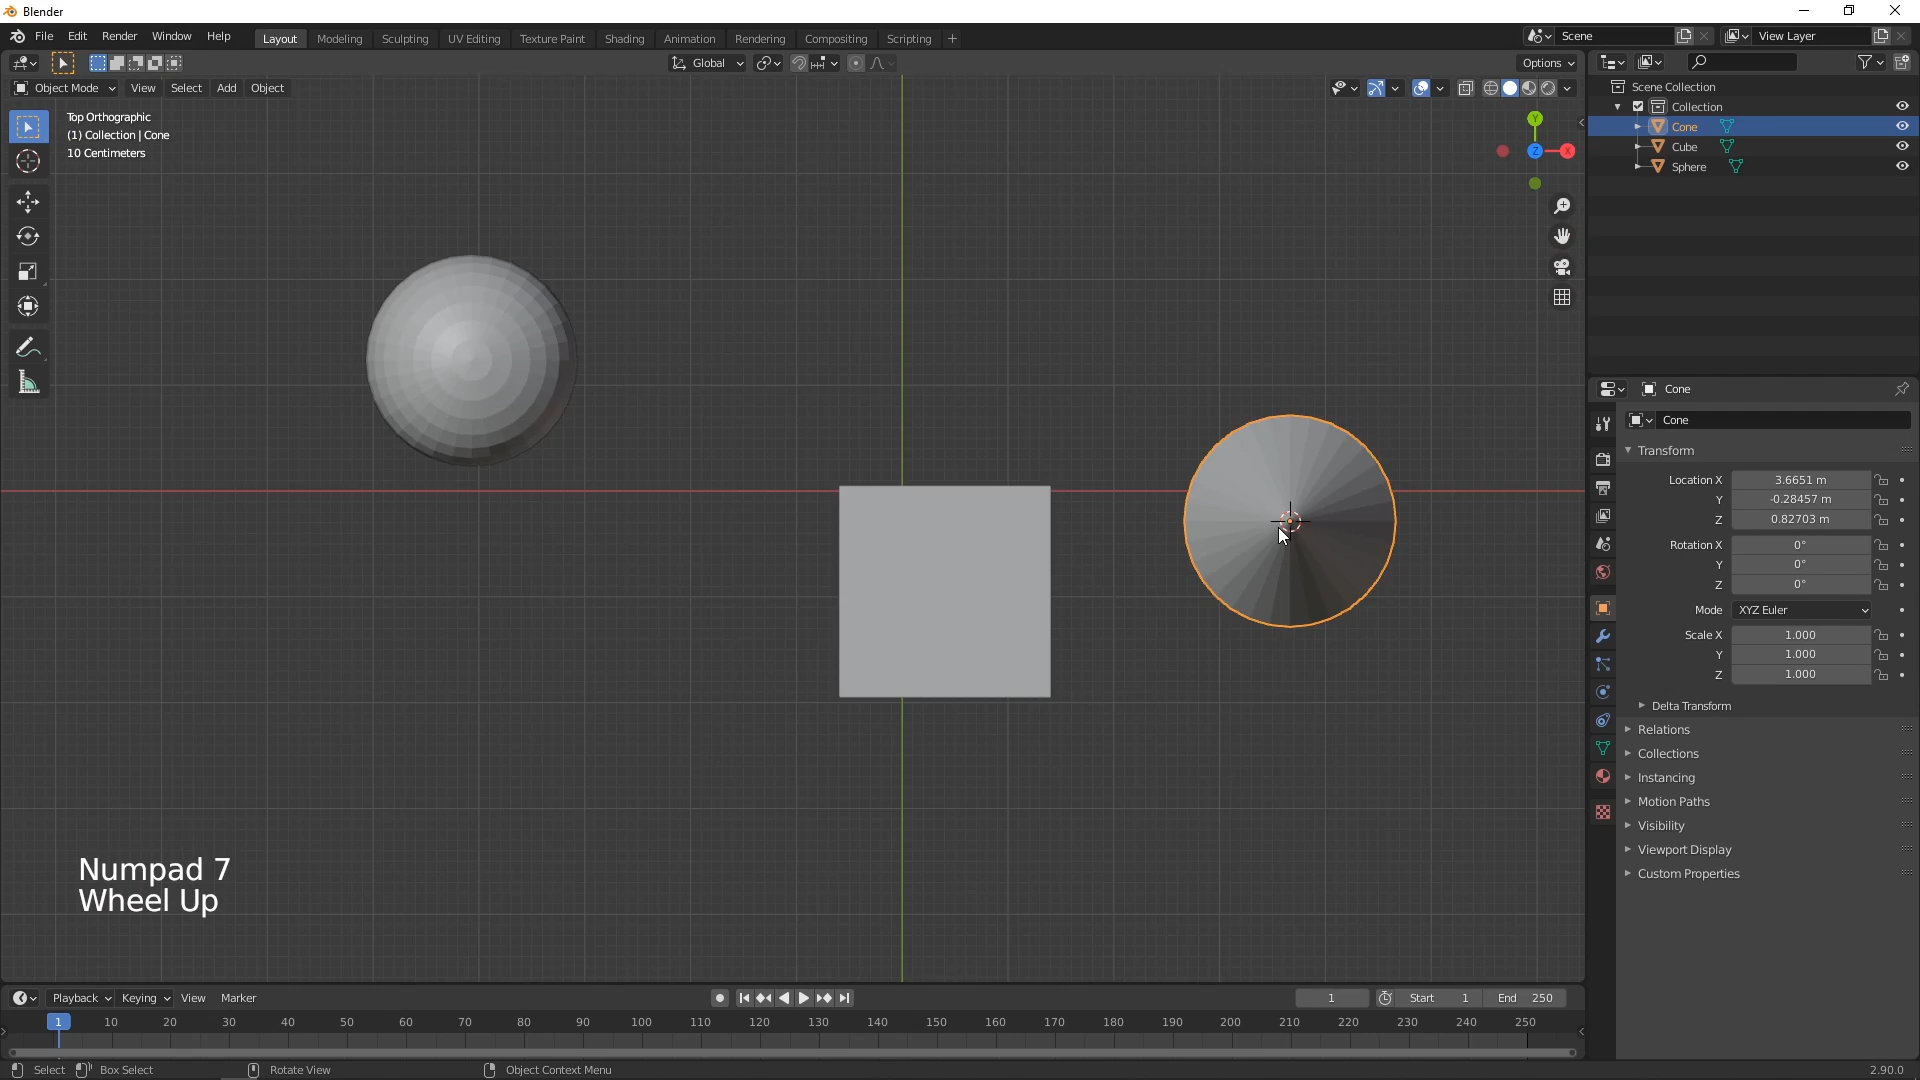 Blender
File Edit Render Window Help Layout Modeling Sculpting UV Editing Texture Paint Shading Animation Rendering Compositing Scripting + Scene View Layer
Global Options
Object Mode View Select Add Object
Top Orthographic
(1) Collection | Cone
10 Centimeters
Y
Z
X
Scene Collection
Collection
Cone
Cube
Sphere
Cone
Cone
Transform
Location X 3.6651 m
Y -0.28457 m
Z 0.82703 m
Rotation X 0°
Y 0°
Z 0°
Mode XYZ Euler
Scale X 1.000
Y 1.000
Z 1.000
Delta Transform
Relations
Collections
Instancing
Motion Paths
Visibility
Viewport Display
Custom Properties
Numpad 7
Wheel Up
Playback Keying View Marker 1 Start 1 End 250
1 10 20 30 40 50 60 70 80 90 100 110 120 130 140 150 160 170 180 190 200 210 220 230 240 250
Select Box Select Rotate View Object Context Menu 2.90.0